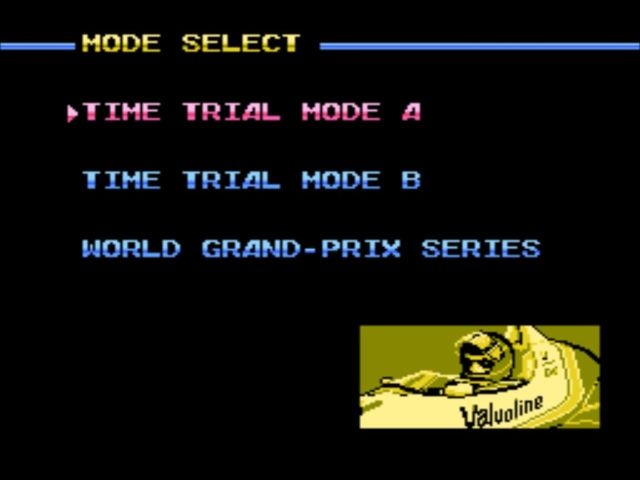 MODE SELECT
TIME TRIAL MODE A
TIME TRIAL MODE B
WORLD GRAND-PRIX SERIES
Valvoline